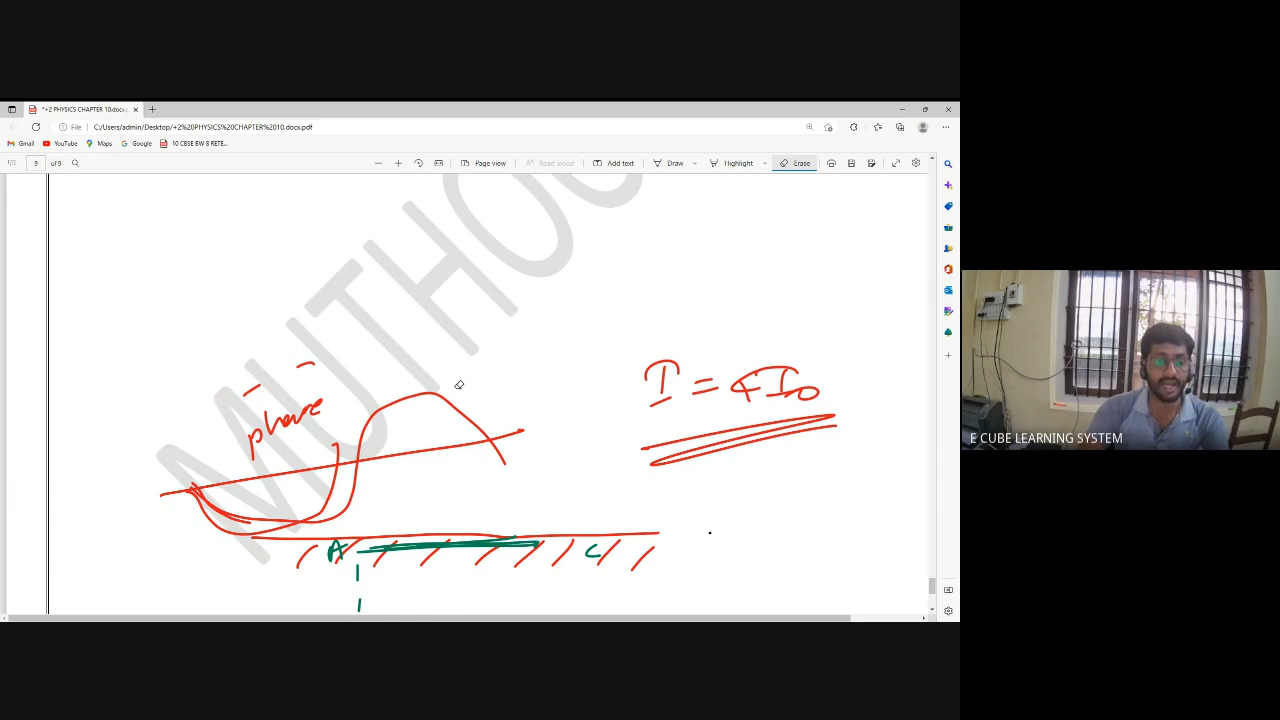 *+2 PHYSICS CHAPTER 10.docx.p
File C:/Users/admin/Desktop/+2%20PHYSICS%20CHAPTER%2010.docx.pdf
Gmail YouTube Maps Google 10 CBSE BW 8 RETE...
9 of 9 Page view Read aloud Add text Draw Highlight Erase
MUTHOO
phase
I = 4I₀
A C
E CUBE LEARNING SYSTEM